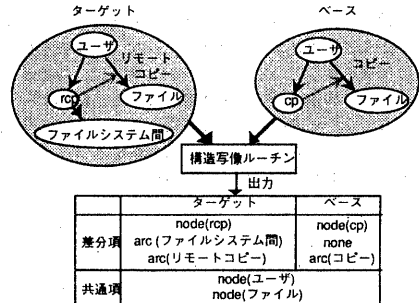 ターゲット
ベース
ユーザ
リモート
コピー
rcp
ファイル
ファイルシステム間
ユーザ
コピー
cp
ファイル
構造写像ルーチン
出力
ターゲット
ベース
差分項
node(rcp)
node(cp)
arc (ファイルシステム間)
none
arc(リモートコピー)
arc(コピー)
共通項
node(ユーザ)
node(ファイル)